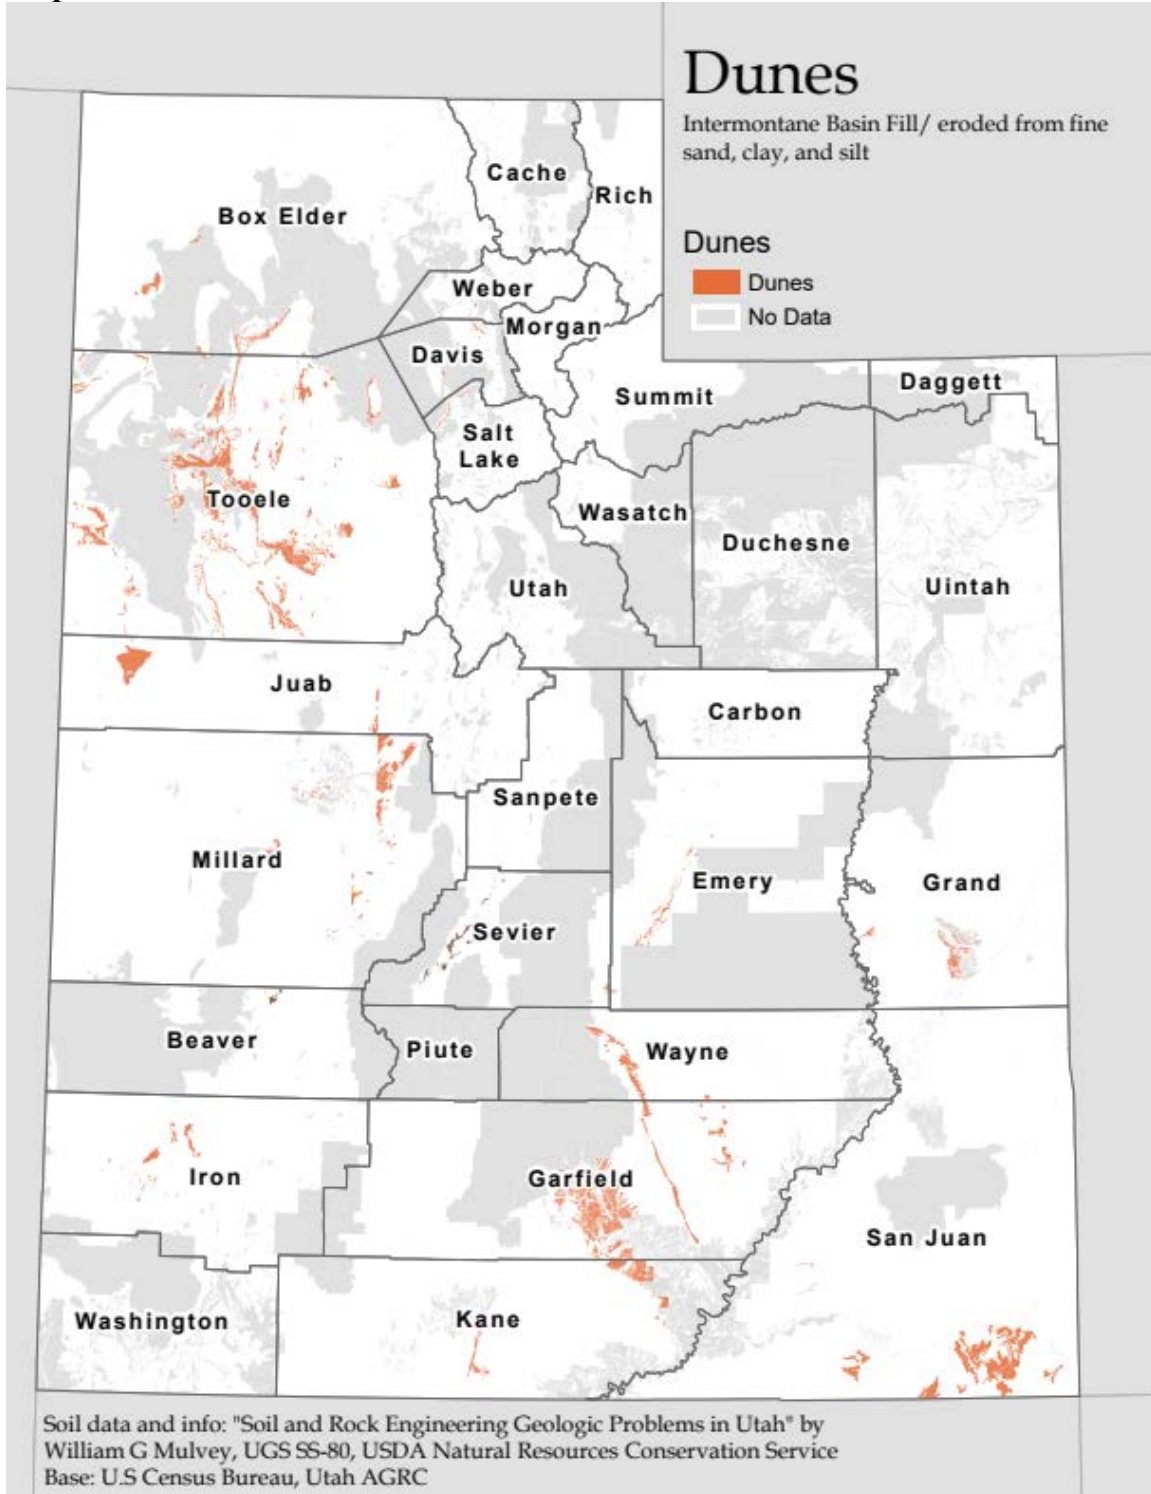 Dunes
Intermontane Basin Fill/ eroded from fine
sand, clay, and silt
Dunes
Dunes
No Data
Cache
Rich
Box Elder
Weber
Morgan
Davis
Summit
Daggett
Salt
Lake
Tooele
Wasatch
Duchesne
Utah
Uintah
Juab
Carbon
Sanpete
Millard
Emery
Grand
Sevier
Beaver
Piute
Wayne
Iron
Garfield
San Juan
Washington
Kane
Soil data and info: "Soil and Rock Engineering Geologic Problems in Utah" by
William G Mulvey, UGS SS-80, USDA Natural Resources Conservation Service
Base: U.S Census Bureau, Utah AGRC